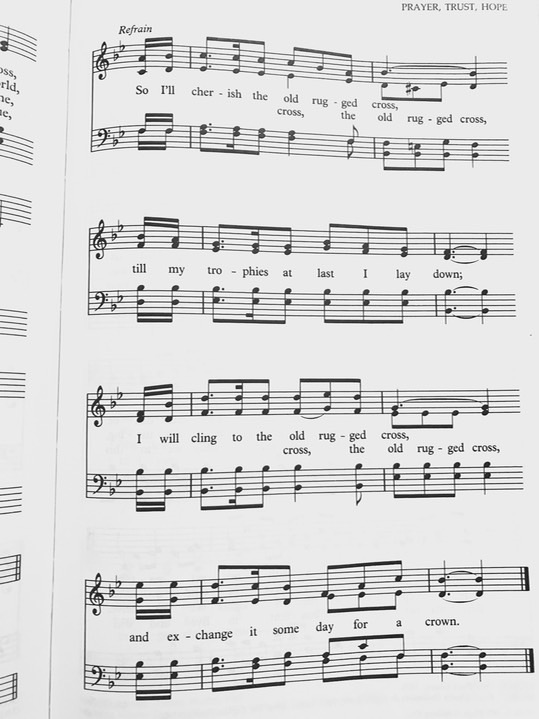 PRAYER, TRUST, HOPE
Refrain
So I'll cher - ish the old rug - ged cross,
cross, the old rug - ged cross,
till my tro - phies at last I lay down;
I will cling to the old rug - ged cross,
cross, the old rug - ged cross,
and ex - change it some day for a crown.